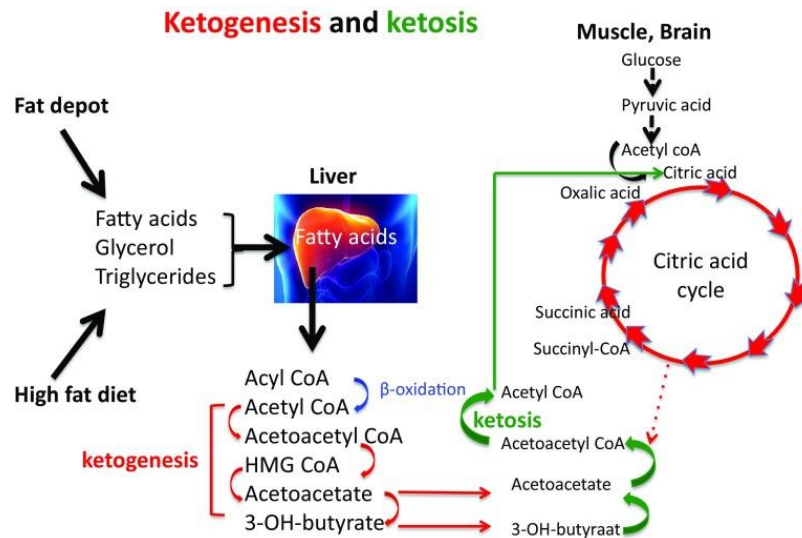 Ketogenesis and ketosis
Muscle, Brain
Glucose
Pyruvic acid
Acetyl coA
Citric acid
Oxalic acid
Citric acid
cycle
Succinic acid
Succinyl-CoA
Fat depot
Fatty acids
Glycerol
Triglycerides
High fat diet
Liver
Fatty acids
Acyl CoA
β-oxidation
Acetyl CoA
Acetoacetyl CoA
ketogenesis
HMG CoA
Acetoacetate
3-OH-butyrate
Acetyl CoA
ketosis
Acetoacetyl CoA
Acetoacetate
3-OH-butyraat